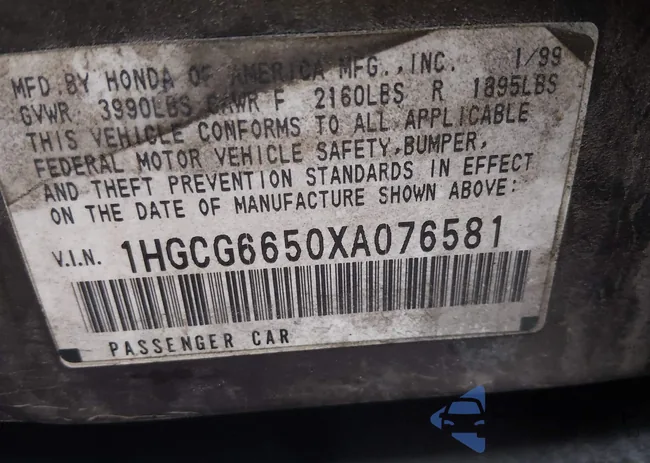 MFD BY HONDA OF AMERICA MFG., INC. 1/99
GVWR 3990LBS GAWR F 2160LBS R 1895LBS
THIS VEHICLE CONFORMS TO ALL APPLICABLE
FEDERAL MOTOR VEHICLE SAFETY, BUMPER,
AND THEFT PREVENTION STANDARDS IN EFFECT
ON THE DATE OF MANUFACTURE SHOWN ABOVE:
V.I.N. 1HGCG6650XA076581
PASSENGER CAR